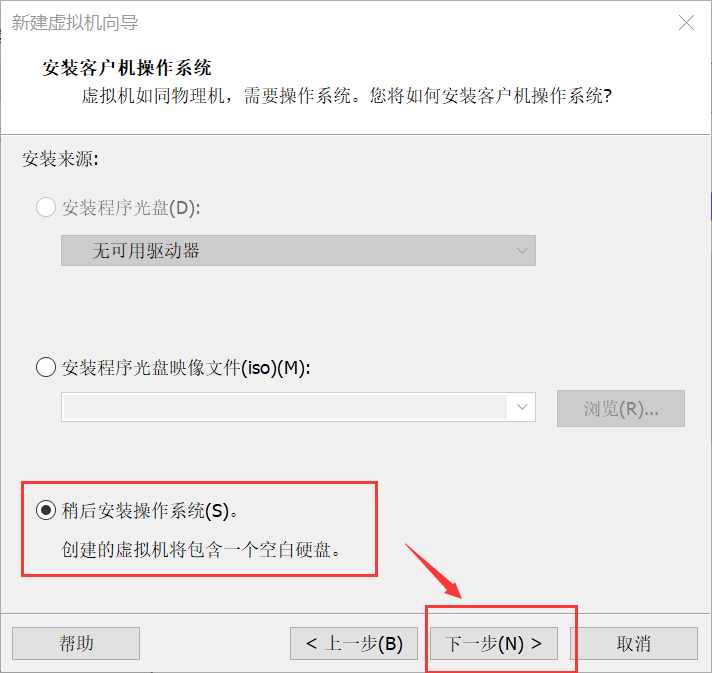 新建虚拟机向导
安装客户机操作系统
虚拟机如同物理机，需要操作系统。您将如何安装客户机操作系统?
安装来源:
安装程序光盘(D):
无可用驱动器
安装程序光盘映像文件(iso)(M):
浏览(R)...
稍后安装操作系统(S)。
创建的虚拟机将包含一个空白硬盘。
帮助
< 上一步(B)
下一步(N) >
取消